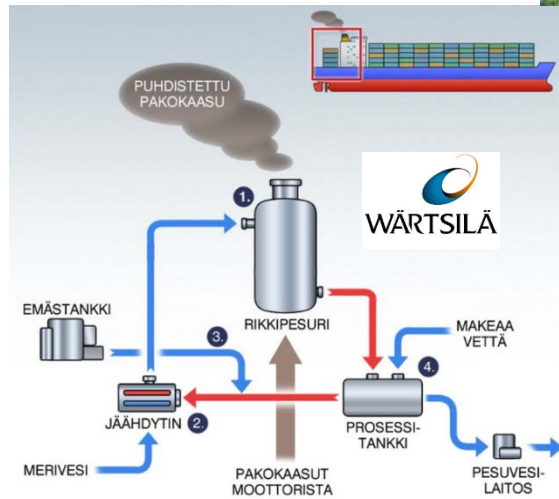 PUHDISTETTU
PAKOKAASU
1.
WÄRTSILÄ
EMÄSTANKKI
RIKKIPESURI
MAKEAA
VETTÄ
3.
4.
JÄÄHDYTIN
2.
PROSESSI-
TANKKI
MERIVESI
PAKOKAASUT
MOOTTORISTA
PESUVESI-
LAITOS